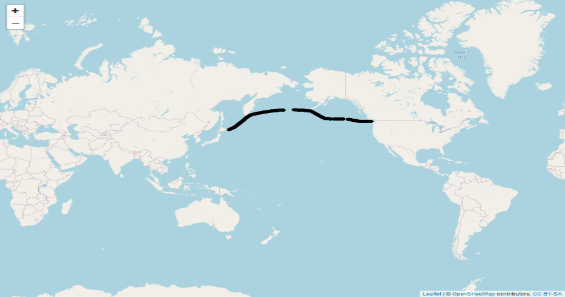 +
−
Leaflet | © OpenStreetMap contributors, CC-BY-SA